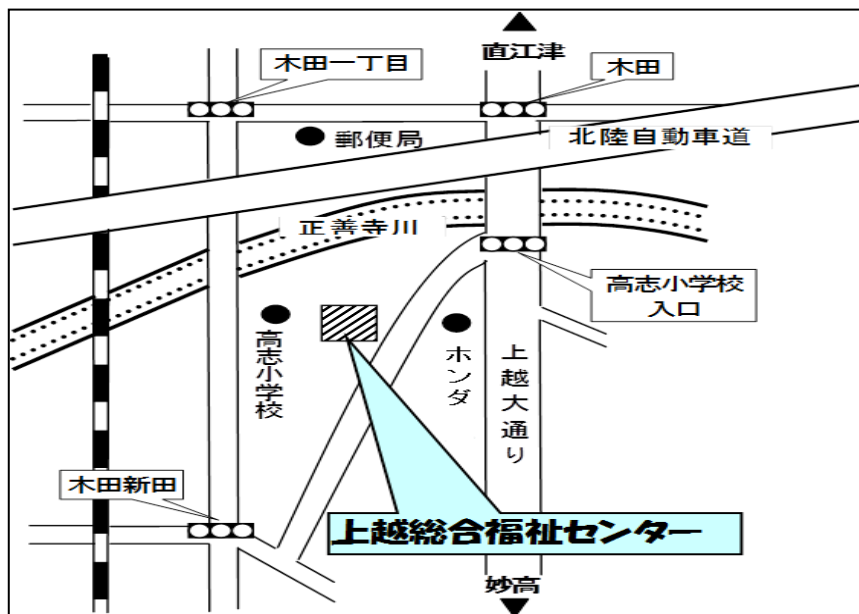 直江津
木田一丁目
木田
郵便局
北陸自動車道
正善寺川
高志小学校
入口
高志小学校
ホンダ
上越大通り
木田新田
上越総合福祉センター
妙高